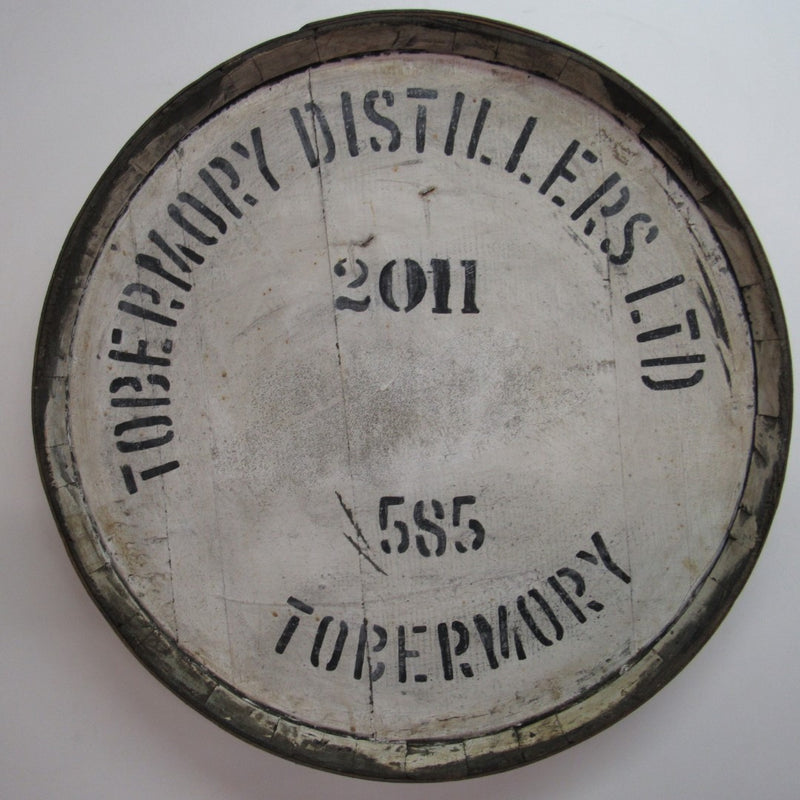 TOBERMORY DISTILLERS LTD
2011
585
TOBERMORY